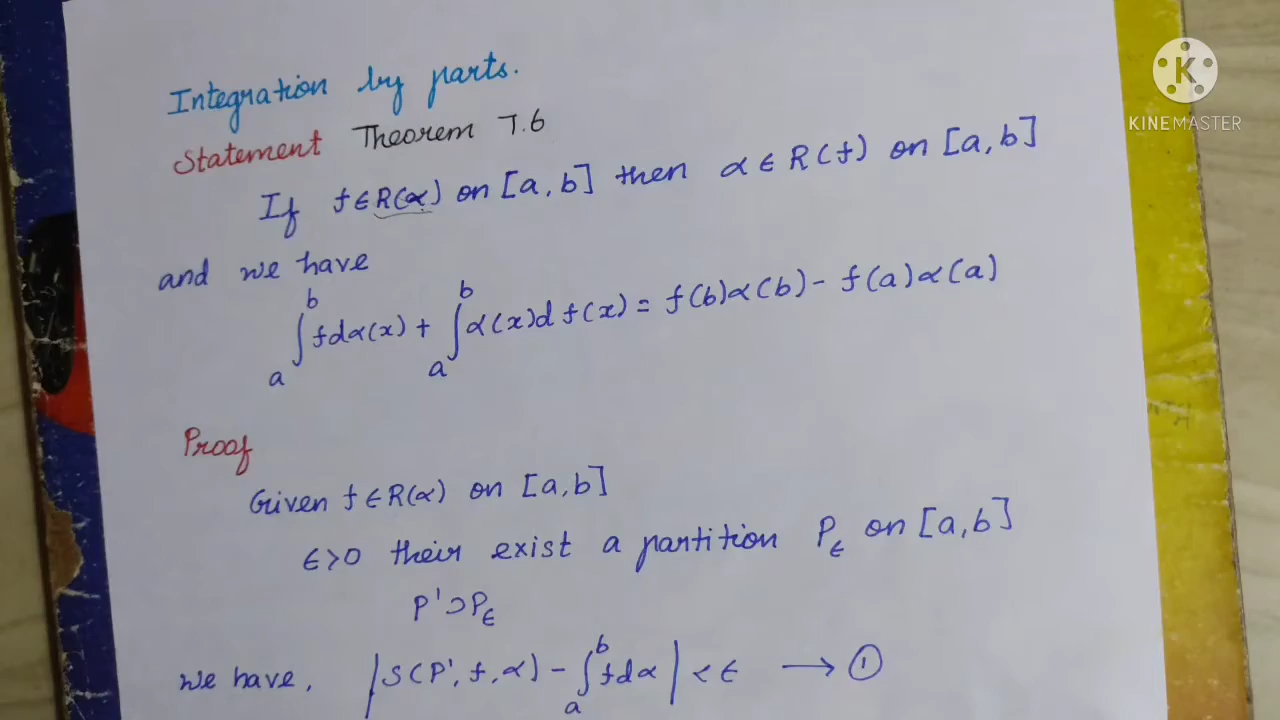 Integration by parts.
Statement Theorem 7.6
If f ∈ R(α) on [a, b] then α ∈ R(f) on [a, b]
and we have
∫_a^b f dα(x) + ∫_a^b α(x) d f(x) = f(b)α(b) - f(a)α(a)
Proof
Given f ∈ R(α) on [a, b]
ϵ>0 their exist a partition P_ϵ on [a, b]
P' ⊃ P_ϵ
we have, |S(P', f, α) - ∫_a^b f dα| < ϵ → ①
K
KINEMASTER